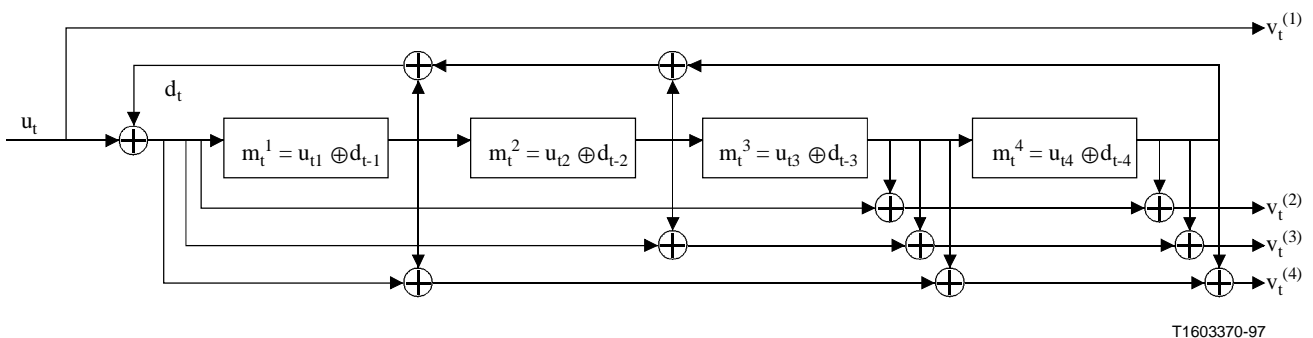 v_t^(1)
d_t
u_t
m_t^1 = u_t1 ⊕d_t-1
m_t^2 = u_t2 ⊕d_t-2
m_t^3 = u_t3 ⊕d_t-3
m_t^4 = u_t4 ⊕d_t-4
v_t^(2)
v_t^(3)
v_t^(4)
T1603370-97